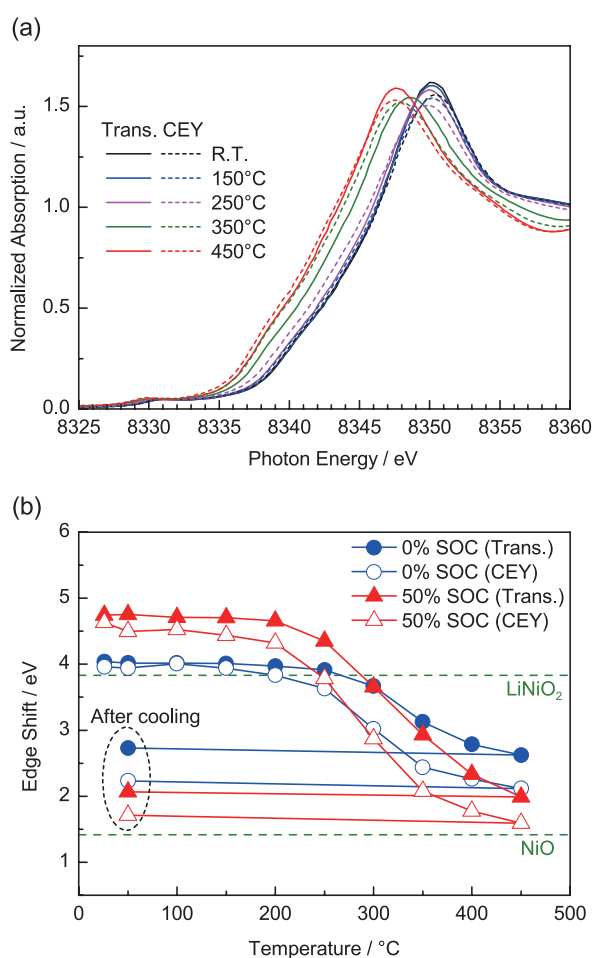 (a)
1.5
1.0
0.5
0.0
Normalized Absorption / a.u.
Trans. CEY
R.T.
150°C
250°C
350°C
450°C
8325 8330 8335 8340 8345 8350 8355 8360
Photon Energy / eV
(b)
6
5
4
3
2
1
Edge Shift / eV
0% SOC (Trans.)
0% SOC (CEY)
50% SOC (Trans.)
50% SOC (CEY)
LiNiO₂
After cooling
NiO
0 100 200 300 400 500
Temperature / °C